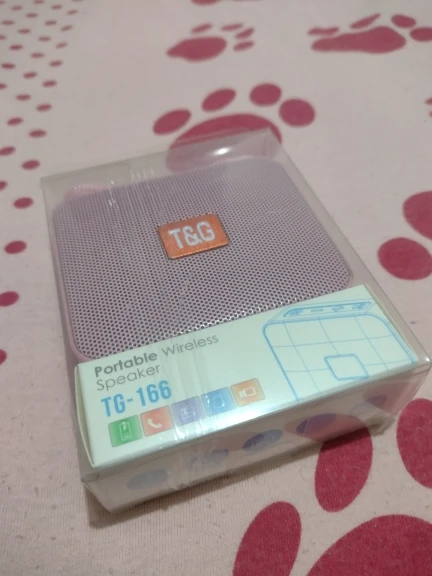 T&G
Portable Wireless
Speaker
TG-166